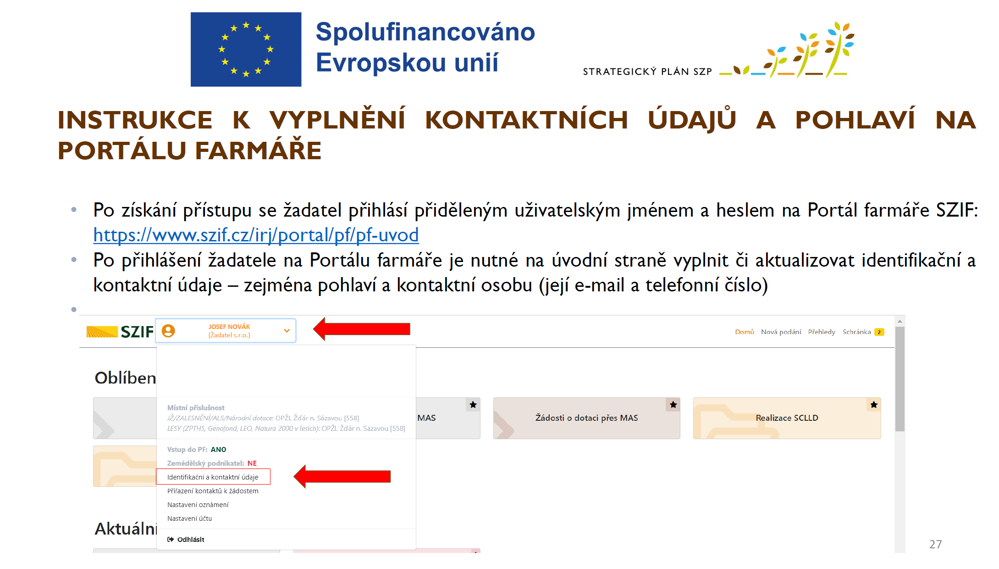 Spolufinancováno
Evropskou unií
STRATEGICKÝ PLÁN SZP
INSTRUKCE K VYPLNĚNÍ KONTAKTNÍCH ÚDAJŮ A POHLAVÍ NA
PORTÁLU FARMÁŘE
• Po získání přístupu se žadatel přihlásí přiděleným uživatelským jménem a heslem na Portál farmáře SZIF:
https://www.szif.cz/irj/portal/pf/pf-uvod
• Po přihlášení žadatele na Portálu farmáře je nutné na úvodní straně vyplnit či aktualizovat identifikační a
kontaktní údaje – zejména pohlaví a kontaktní osobu (její e-mail a telefonní číslo)
•
SZIF
JOSEF NOVÁK
(Žadatel s.r.o.)
Domů Nová podání Přehledy Schránka 2
Oblíben
Místní příslušnost
JŽ/ZALESNĚNÍ/ALS/Národní dotace: OPŽL Žďár n. Sázavou [558]
LESY (ZPTHS, Genofond, LEO, Natura 2000 v lesích): OPŽL Žďár n. Sázavou [558]
MAS
Žádosti o dotaci přes MAS
Realizace SCLLD
Vstup do PF: ANO
Zemědělský podnikatel: NE
Identifikační a kontaktní údaje
Přiřazení kontaktů k žádostem
Nastavení oznámení
Nastavení účtu
Aktuální
Odhlásit
27